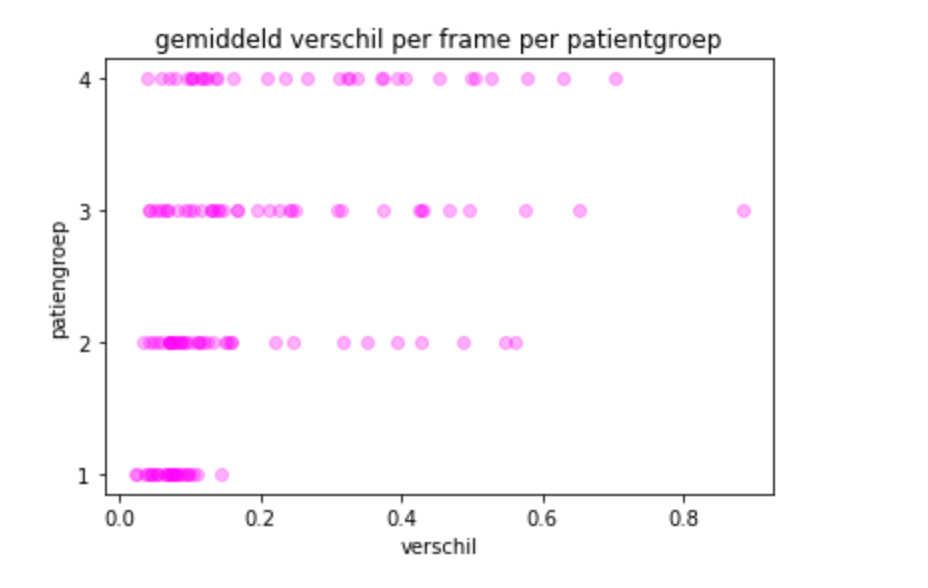 gemiddeld verschil per frame per patientgroep
4
3
2
1
patiengroep
0.0 0.2 0.4 0.6 0.8
verschil